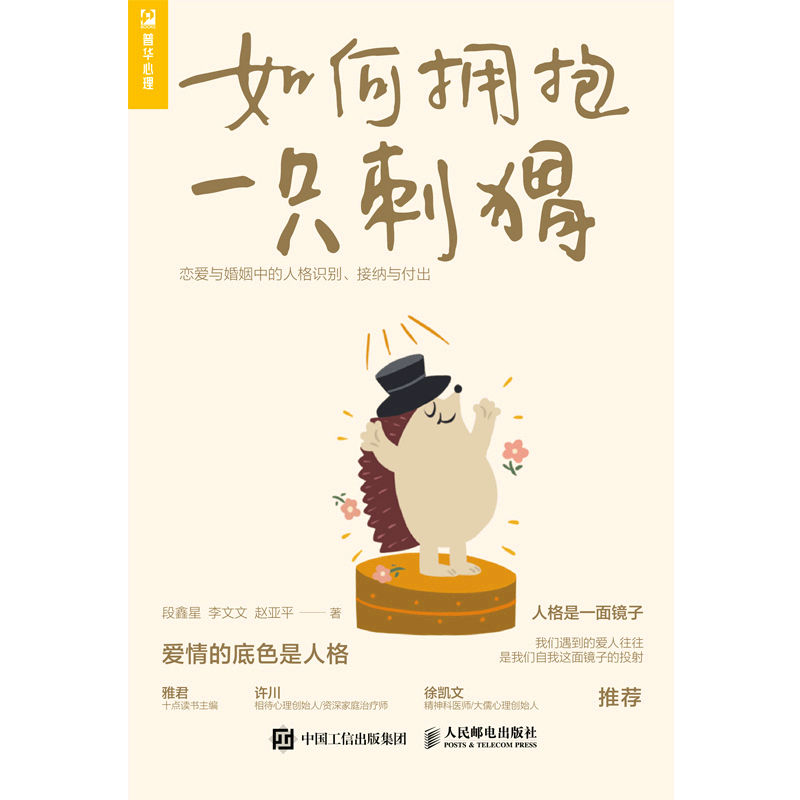 普华心理
如何拥抱
一只刺猬
恋爱与婚姻中的人格识别、接纳与付出
段鑫星 李文文 赵亚平 —— 著
人格是一面镜子
爱情的底色是人格
我们遇到的爱人往往
是我们自我这面镜子的投射
雅君
十点读书主编
许川
相待心理创始人/资深家庭治疗师
徐凯文
精神科医师/大儒心理创始人
推荐
中国工信出版集团
人民邮电出版社
POSTS & TELECOM PRESS